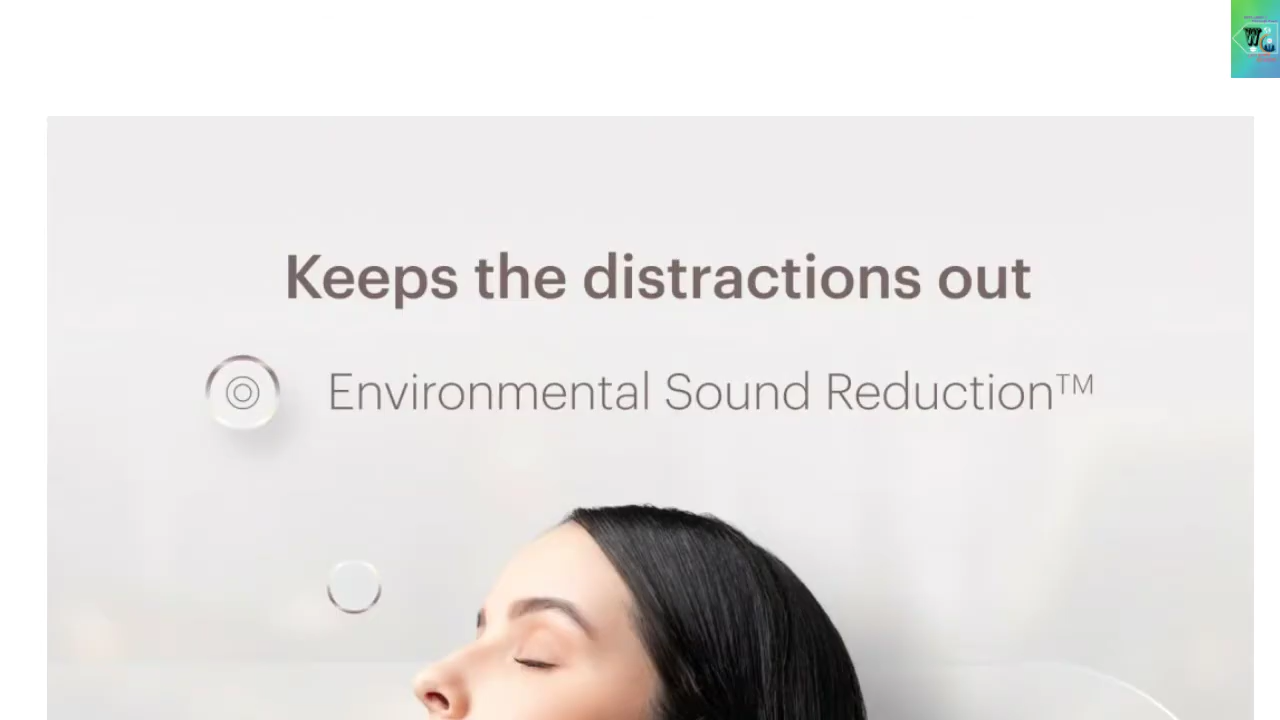 Keeps the distractions out
Environmental Sound Reduction™